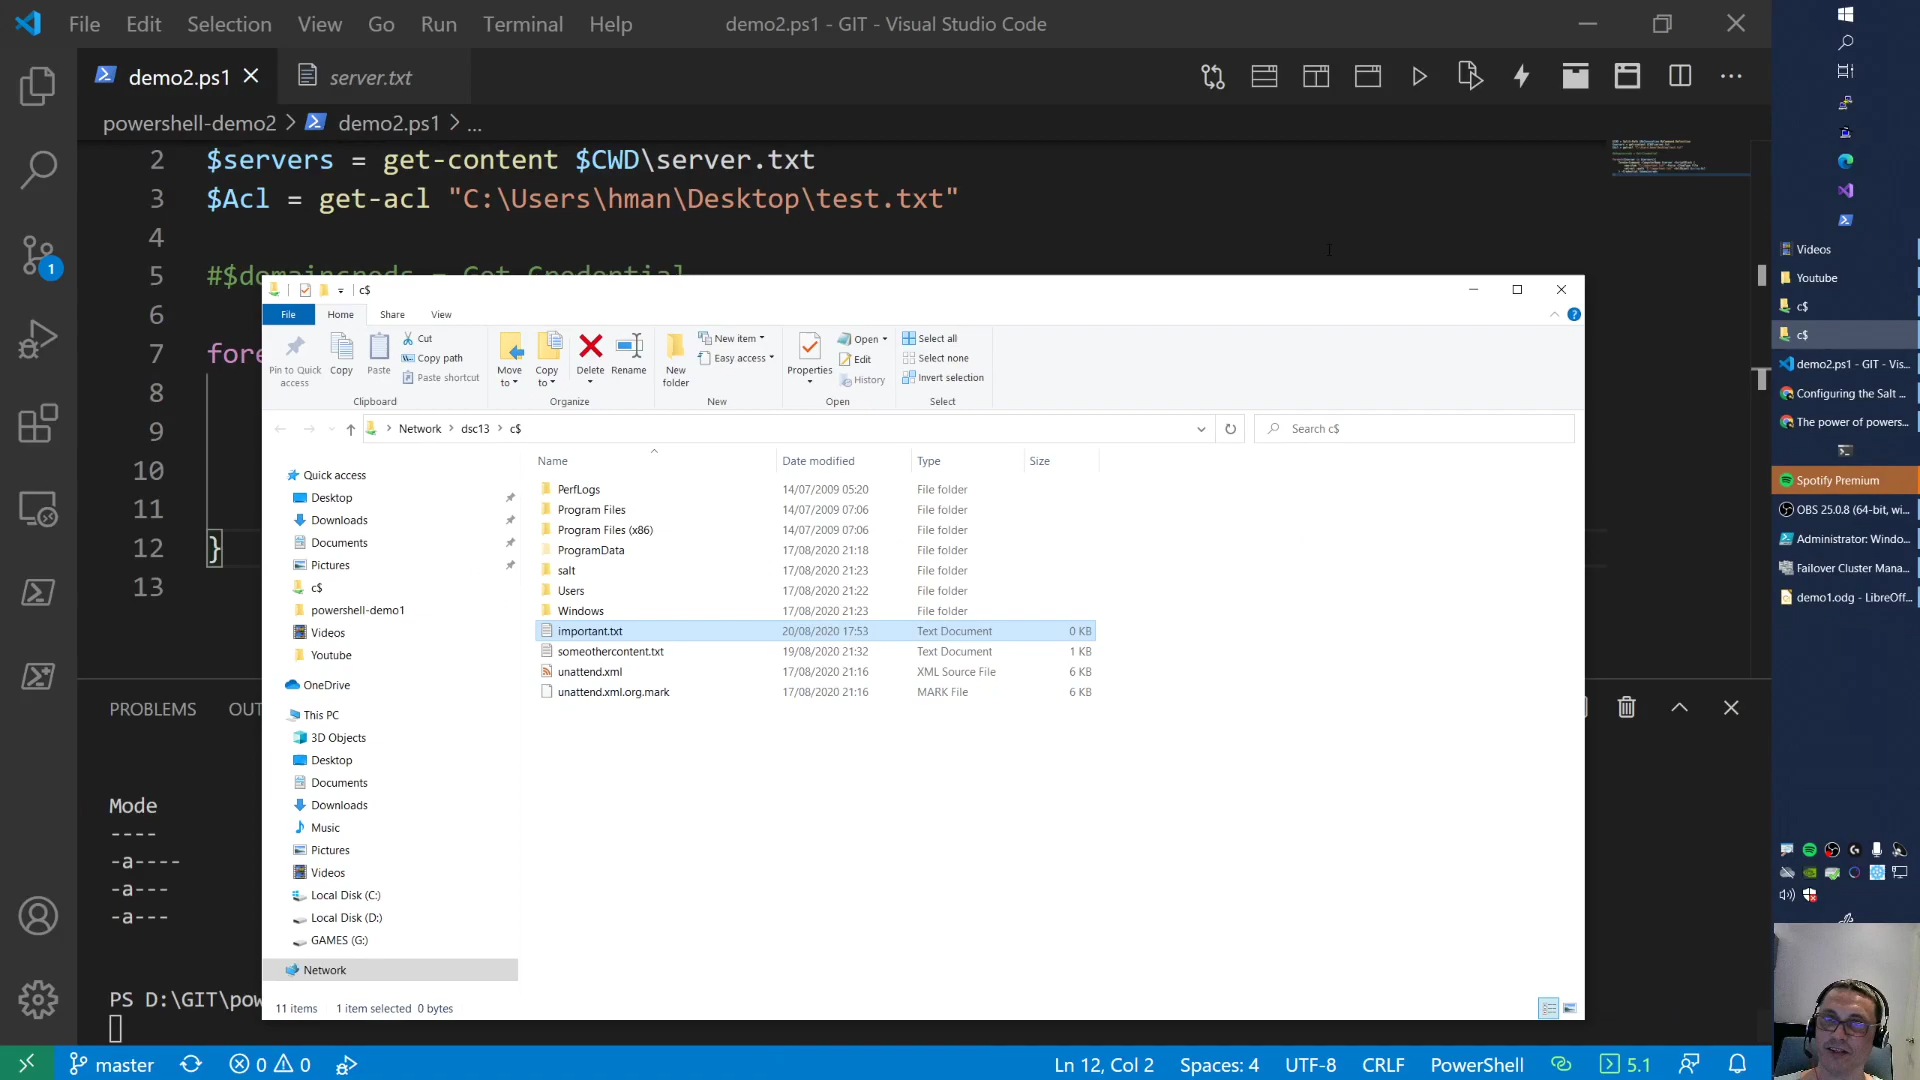 File Edit Selection View Go Run Terminal Help
demo2.ps1 - GIT - Visual Studio Code
demo2.ps1
server.txt
powershell-demo2 > demo2.ps1 > ...
2 $servers = get-content $CWD\server.txt
3 $Acl = get-acl "C:\Users\hman\Desktop\test.txt"
4
5 #$domaincreds = Get-Credential
6
7 fore
8
9
10
11
12 }
13
1
PROBLEMS OUT
Mode
----
-a----
-a---
-a---
PS D:\GIT\pow
c$
File Home Share View
Pin to Quick access
Copy
Paste
Cut
Copy path
Paste shortcut
Clipboard
Move to
Copy to
Delete
Rename
Organize
New folder
New item
Easy access
New
Properties
Open
Edit
History
Open
Select all
Select none
Invert selection
Select
Network > dsc13 > c$
Search c$
Quick access
Desktop
Downloads
Documents
Pictures
c$
powershell-demo1
Videos
Youtube
OneDrive
This PC
3D Objects
Desktop
Documents
Downloads
Music
Pictures
Videos
Local Disk (C:)
Local Disk (D:)
GAMES (G:)
Network
Name Date modified Type Size
PerfLogs 14/07/2009 05:20 File folder
Program Files 14/07/2009 07:06 File folder
Program Files (x86) 14/07/2009 07:06 File folder
ProgramData 17/08/2020 21:18 File folder
salt 17/08/2020 21:23 File folder
Users 17/08/2020 21:22 File folder
Windows 17/08/2020 21:23 File folder
important.txt 20/08/2020 17:53 Text Document 0 KB
someothercontent.txt 19/08/2020 21:32 Text Document 1 KB
unattend.xml 17/08/2020 21:16 XML Source File 6 KB
unattend.xml.org.mark 17/08/2020 21:16 MARK File 6 KB
11 items 1 item selected 0 bytes
master 0 0
Ln 12, Col 2 Spaces: 4 UTF-8 CRLF PowerShell 5.1
Videos
Youtube
c$
c$
demo2.ps1 - GIT - Vis...
Configuring the Salt ...
The power of powers...
Spotify Premium
OBS 25.0.8 (64-bit, wi...
Administrator: Windo...
Failover Cluster Mana...
demo1.odg - LibreOff...